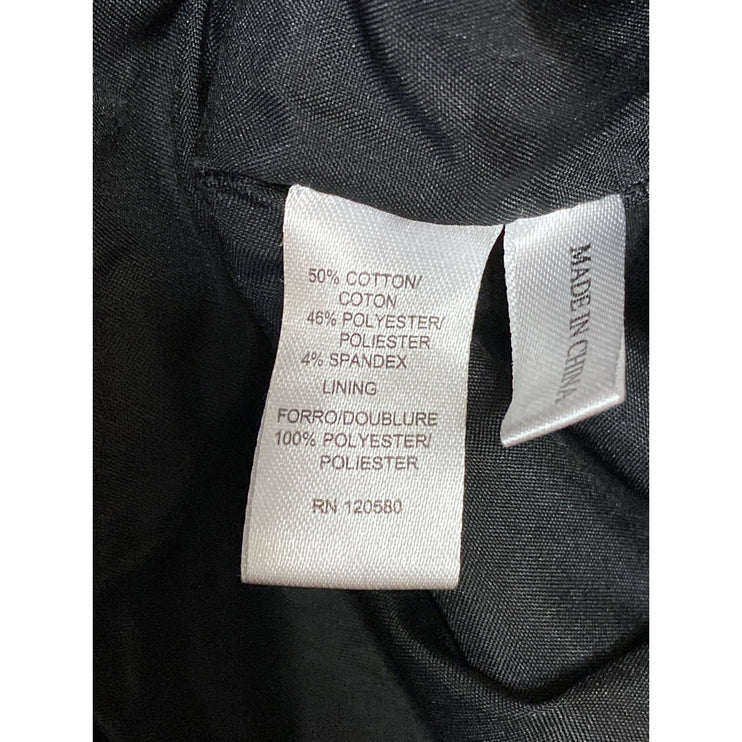 50% COTTON/
COTON
46% POLYESTER/
POLIESTER
4% SPANDEX
LINING
FORRO/DOUBLURE
100% POLYESTER/
POLIESTER
RN 120580
MADE IN CHINA